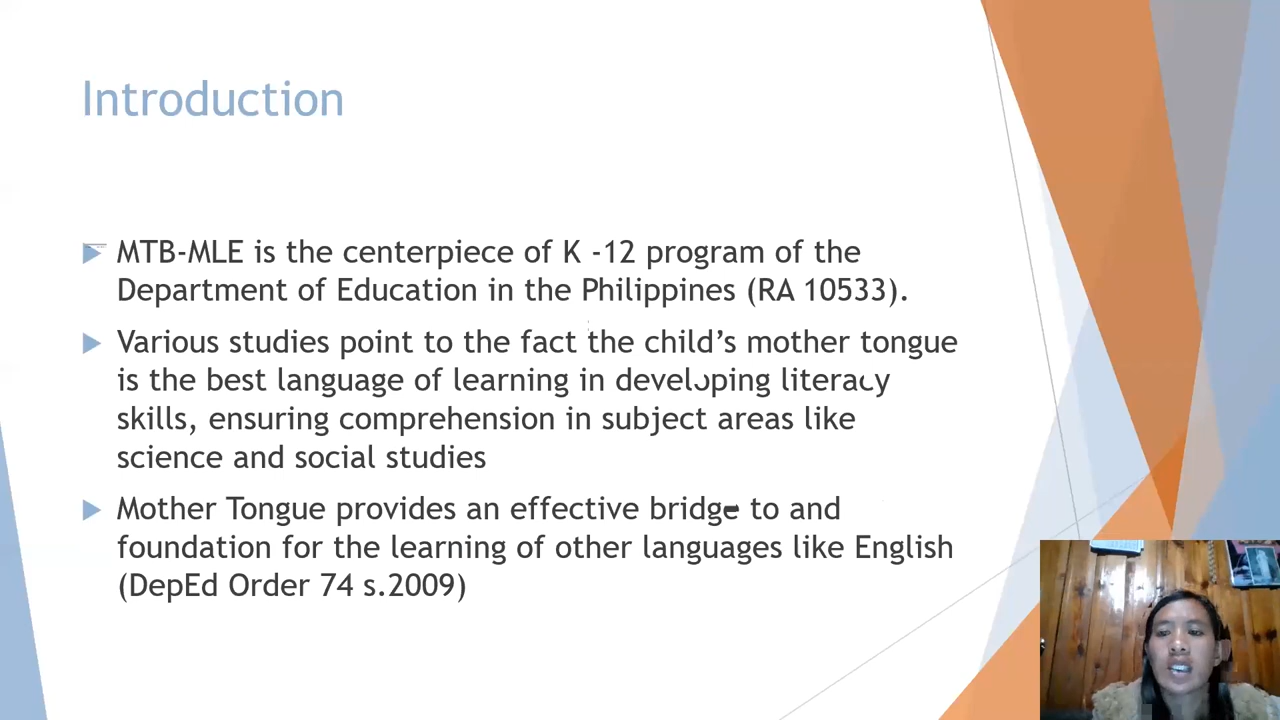 Introduction
MTB-MLE is the centerpiece of K -12 program of the
Department of Education in the Philippines (RA 10533).
Various studies point to the fact the child’s mother tongue
is the best language of learning in developing literacy
skills, ensuring comprehension in subject areas like
science and social studies
Mother Tongue provides an effective bridge to and
foundation for the learning of other languages like English
(DepEd Order 74 s.2009)